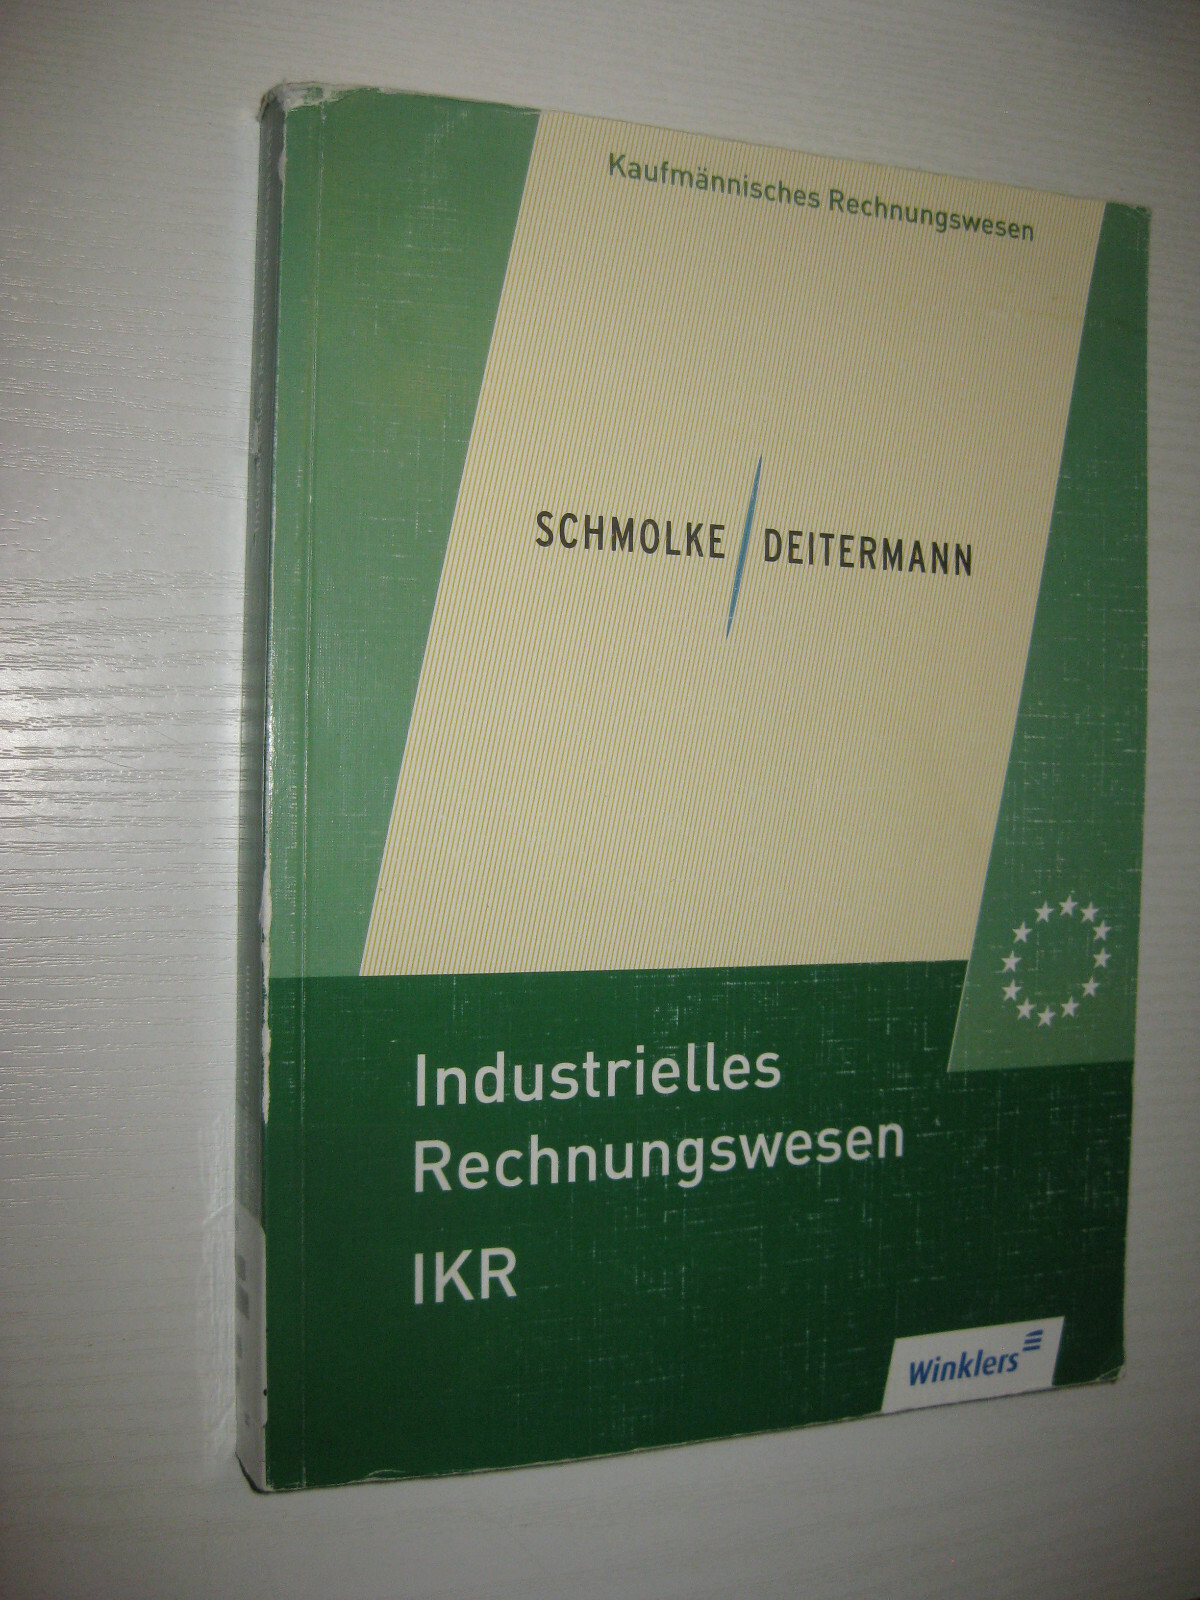 Kaufmännisches Rechnungswesen
SCHMOLKE DEITERMANN
Industrielles
Rechnungswesen
IKR
Winklers